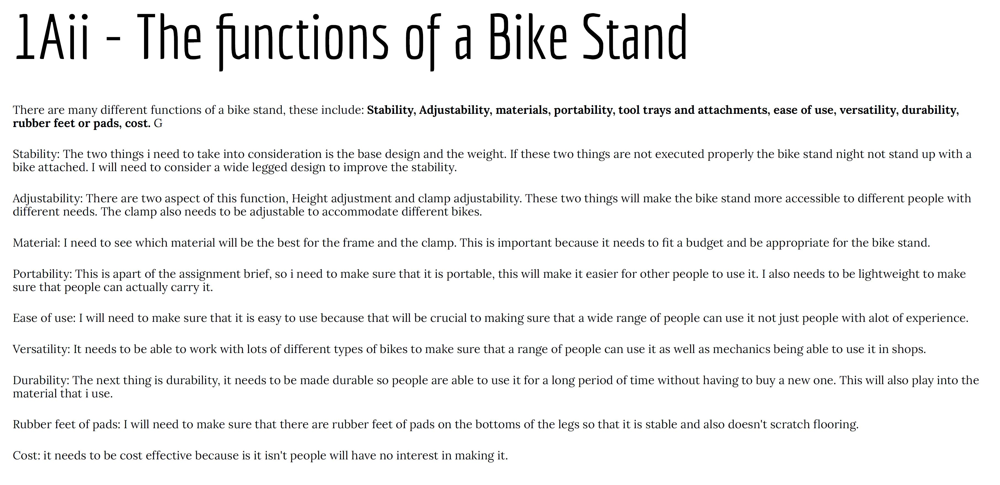 1Aii - The functions of a Bike Stand
There are many different functions of a bike stand, these include: Stability, Adjustability, materials, portability, tool trays and attachments, ease of use, versatility, durability,
rubber feet or pads, cost. G
Stability: The two things i need to take into consideration is the base design and the weight. If these two things are not executed properly the bike stand night not stand up with a
bike attached. I will need to consider a wide legged design to improve the stability.
Adjustability: There are two aspect of this function, Height adjustment and clamp adjustability. These two things will make the bike stand more accessible to different people with
different needs. The clamp also needs to be adjustable to accommodate different bikes.
Material: I need to see which material will be the best for the frame and the clamp. This is important because it needs to fit a budget and be appropriate for the bike stand.
Portability: This is apart of the assignment brief, so i need to make sure that it is portable, this will make it easier for other people to use it. I also needs to be lightweight to make
sure that people can actually carry it.
Ease of use: I will need to make sure that it is easy to use because that will be crucial to making sure that a wide range of people can use it not just people with alot of experience.
Versatility: It needs to be able to work with lots of different types of bikes to make sure that a range of people can use it as well as mechanics being able to use it in shops.
Durability: The next thing is durability, it needs to be made durable so people are able to use it for a long period of time without having to buy a new one. This will also play into the
material that i use.
Rubber feet of pads: I will need to make sure that there are rubber feet of pads on the bottoms of the legs so that it is stable and also doesn't scratch flooring.
Cost: it needs to be cost effective because is it isn't people will have no interest in making it.